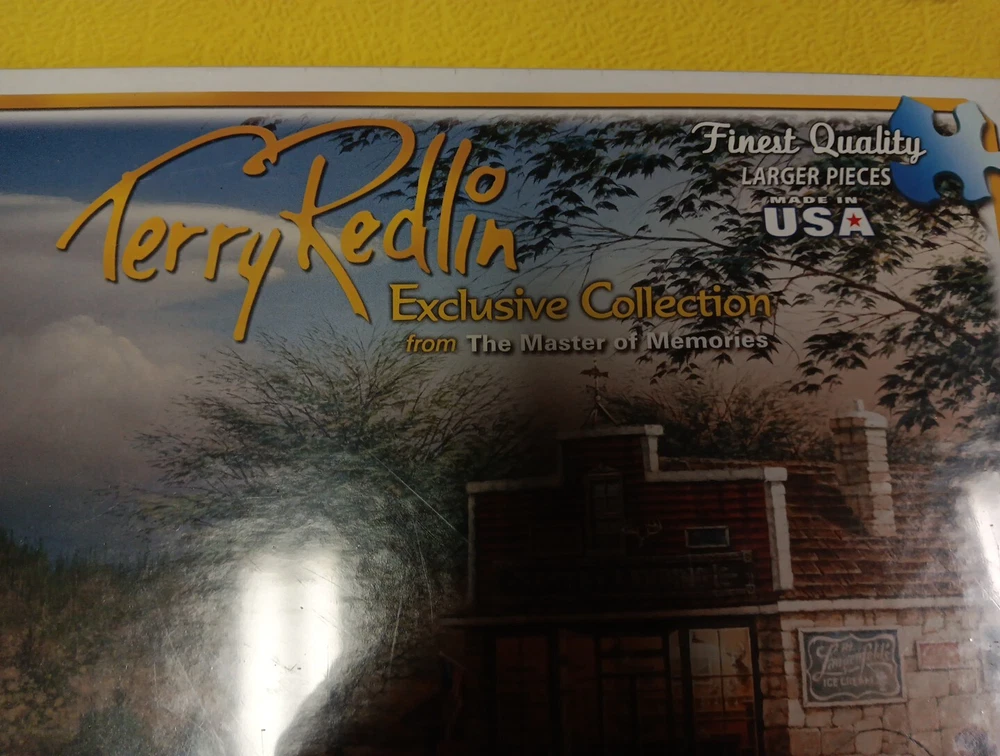 Terry Redlin
Exclusive Collection
from The Master of Memories
Finest Quality
LARGER PIECES
MADE IN
USA
ICE CREAM